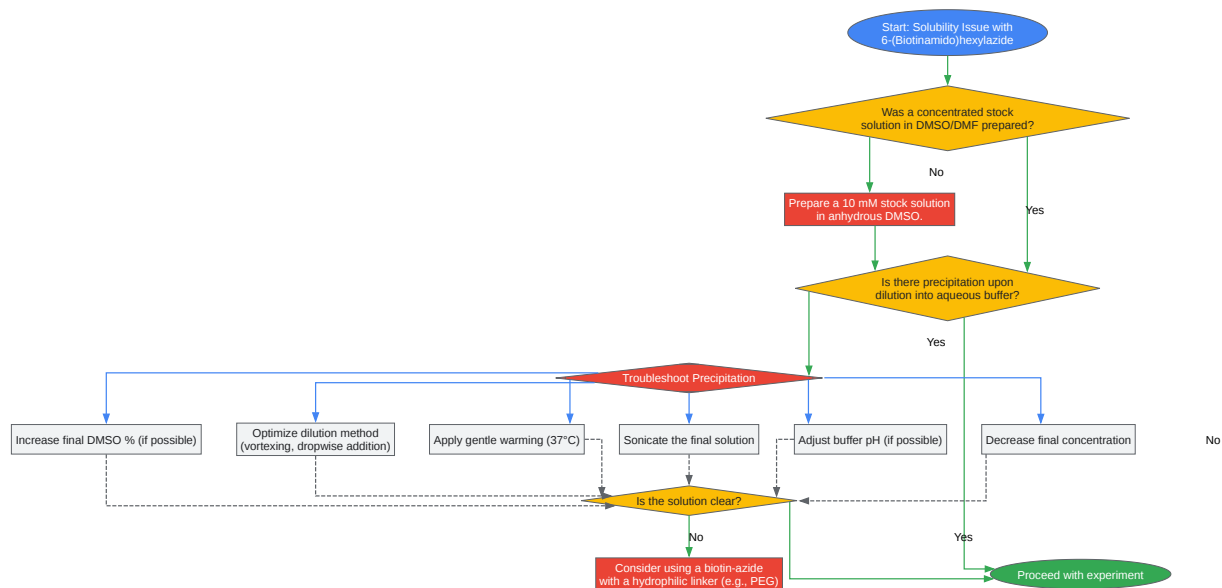 Start: Solubility Issue with
6-(Biotinamido)hexylazide
Was a concentrated stock
solution in DMSO/DMF prepared?
No
Prepare a 10 mM stock solution
in anhydrous DMSO.
Yes
Is there precipitation upon
dilution into aqueous buffer?
Yes
Troubleshoot Precipitation
Increase final DMSO % (if possible)
Optimize dilution method
(vortexing, dropwise addition)
Apply gentle warming (37°C)
Sonicate the final solution
Adjust buffer pH (if possible)
Decrease final concentration
No
Is the solution clear?
No
Yes
Consider using a biotin-azide
with a hydrophilic linker (e.g., PEG)
Proceed with experiment